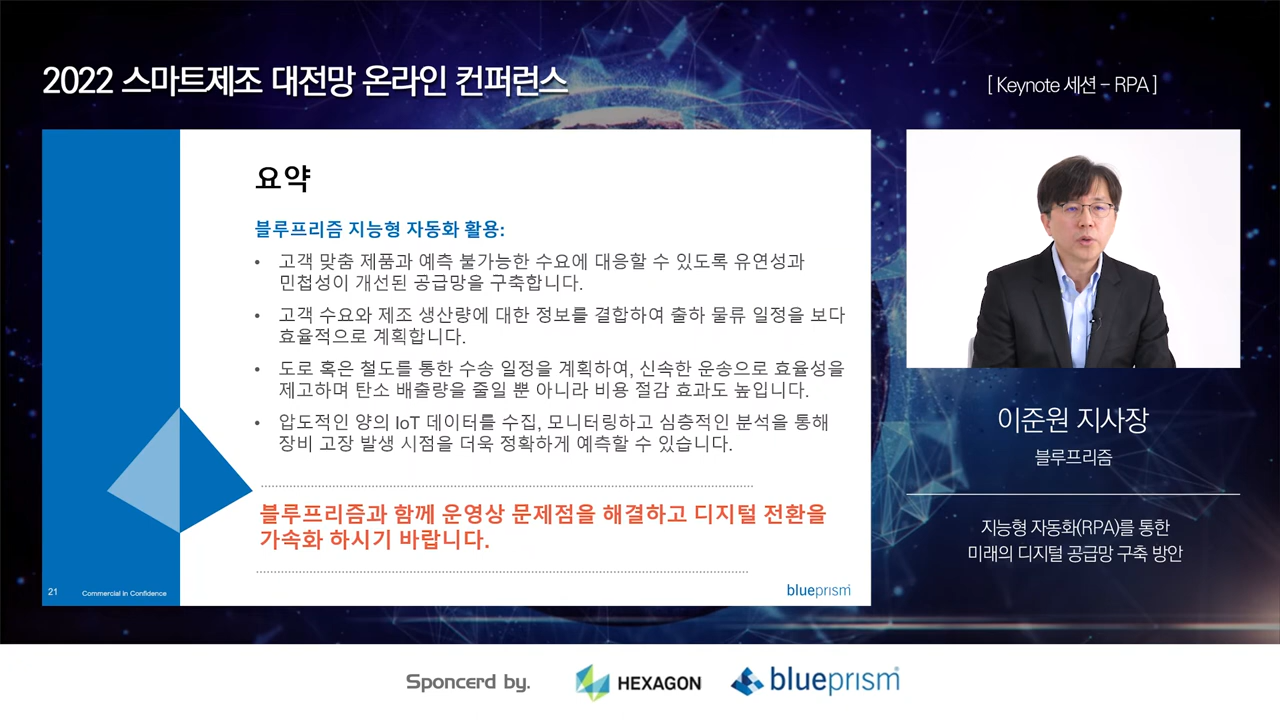 2022 스마트제조 대전망 온라인 컨퍼런스
[ Keynote 세션 - RPA ]
요약
블루프리즘 지능형 자동화 활용:
• 고객 맞춤 제품과 예측 불가능한 수요에 대응할 수 있도록 유연성과
민첩성이 개선된 공급망을 구축합니다.
• 고객 수요와 제조 생산량에 대한 정보를 결합하여 출하 물류 일정을 보다
효율적으로 계획합니다.
• 도로 혹은 철도를 통한 수송 일정을 계획하여, 신속한 운송으로 효율성을
제고하며 탄소 배출량을 줄일 뿐 아니라 비용 절감 효과도 높입니다.
• 압도적인 양의 IoT 데이터를 수집, 모니터링하고 심층적인 분석을 통해
장비 고장 발생 시점을 더욱 정확하게 예측할 수 있습니다.
블루프리즘과 함께 운영상 문제점을 해결하고 디지털 전환을
가속화 하시기 바랍니다.
21 Commercial in Confidence
blueprism
이준원 지사장
블루프리즘
지능형 자동화(RPA)를 통한
미래의 디지털 공급망 구축 방안
Sponcerd by.
HEXAGON
blueprism